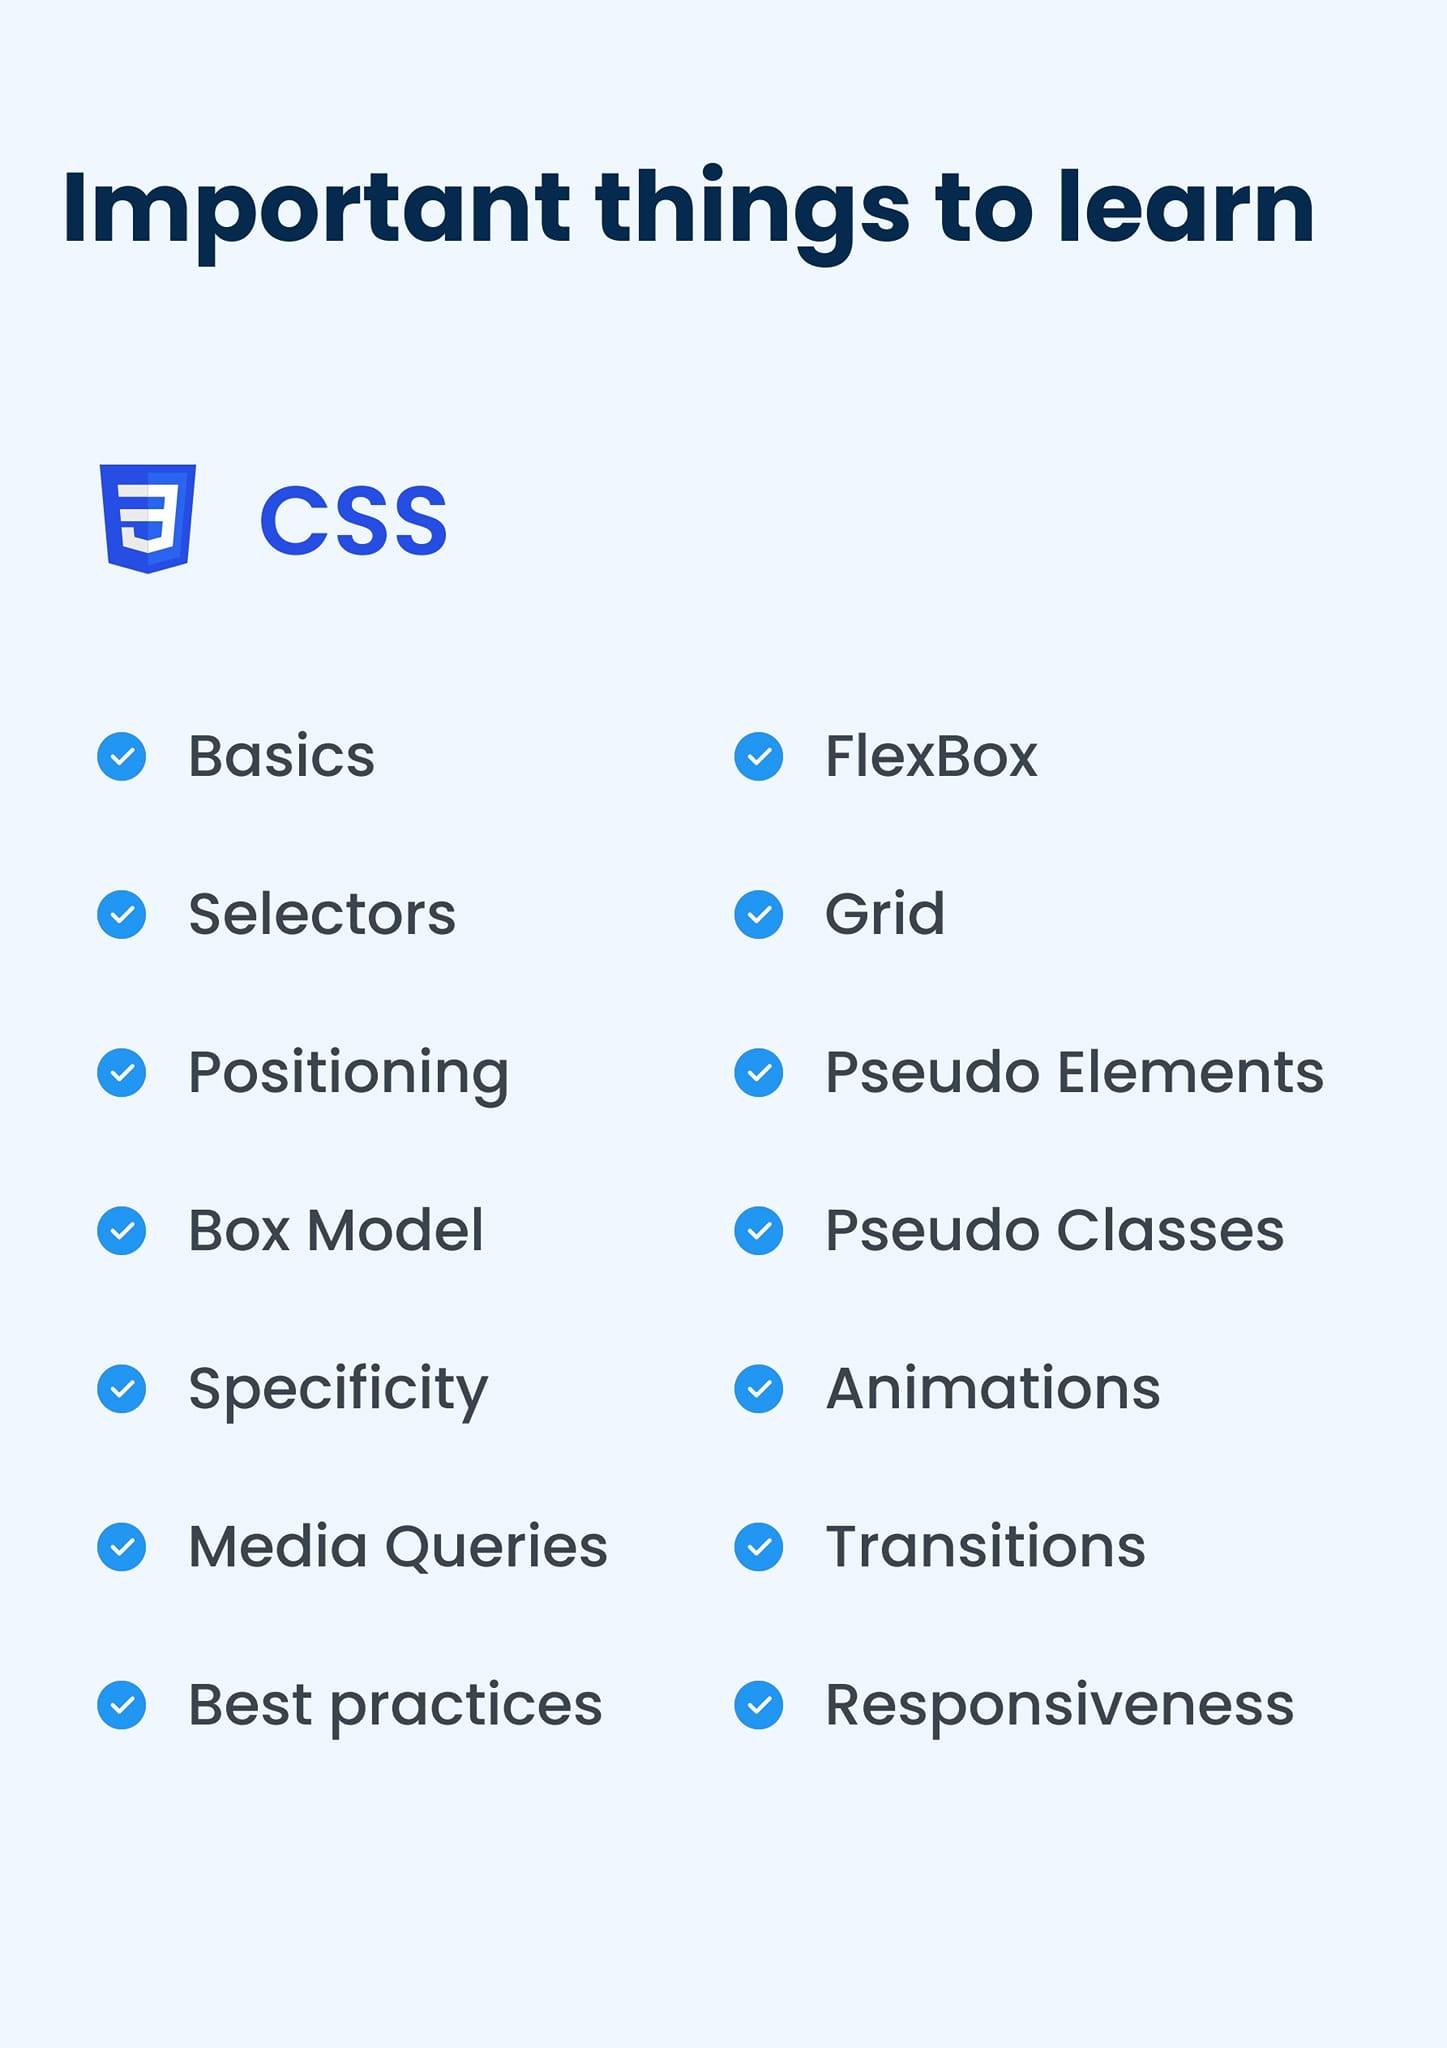 Important things to learn
CSS
Basics
Selectors
Positioning
Box Model
Specificity
Media Queries
Best practices
FlexBox
Grid
Pseudo Elements
Pseudo Classes
Animations
Transitions
Responsiveness